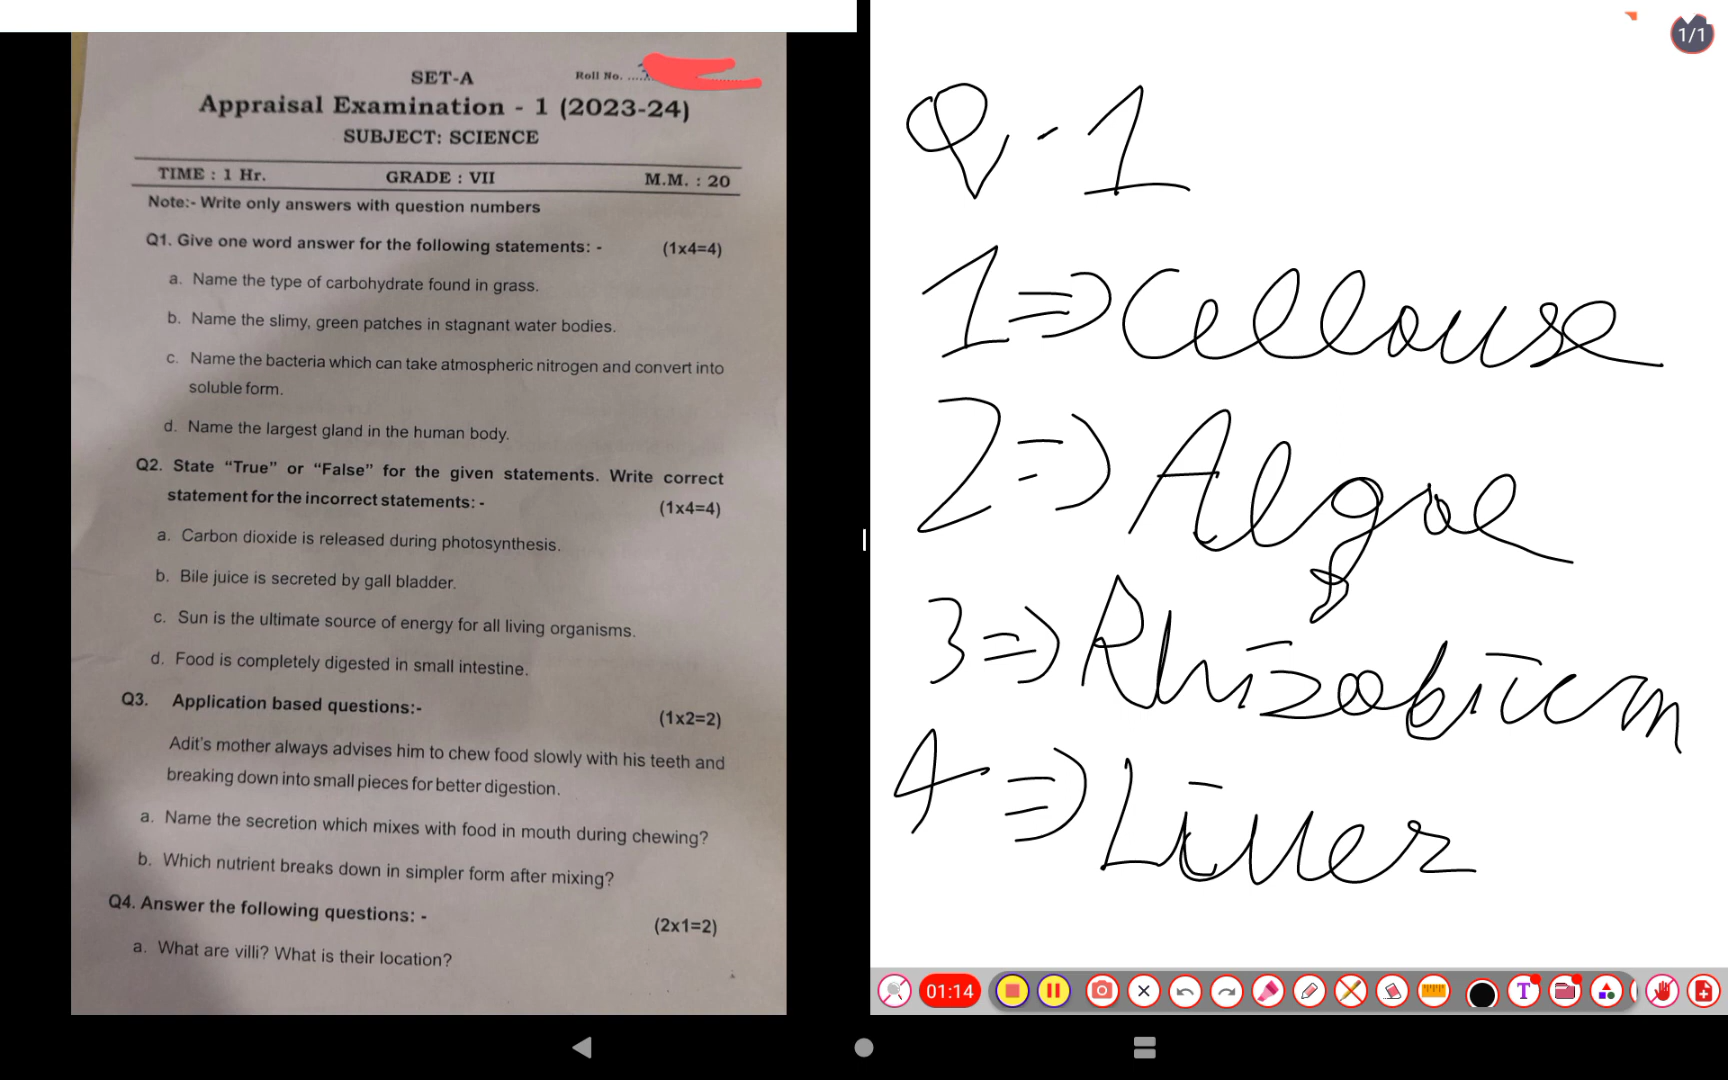 SET-A
Roll No. ......
Appraisal Examination - 1 (2023-24)
SUBJECT: SCIENCE
TIME : 1 Hr.
GRADE : VII
M.M. : 20
Note:- Write only answers with question numbers
Q1. Give one word answer for the following statements: - (1x4=4)
a. Name the type of carbohydrate found in grass.
b. Name the slimy, green patches in stagnant water bodies.
c. Name the bacteria which can take atmospheric nitrogen and convert into
soluble form.
d. Name the largest gland in the human body.
Q2. State “True” or “False” for the given statements. Write correct
statement for the incorrect statements: - (1x4=4)
a. Carbon dioxide is released during photosynthesis.
b. Bile juice is secreted by gall bladder.
c. Sun is the ultimate source of energy for all living organisms.
d. Food is completely digested in small intestine.
Q3. Application based questions:- (1x2=2)
Adit's mother always advises him to chew food slowly with his teeth and
breaking down into small pieces for better digestion.
a. Name the secretion which mixes with food in mouth during chewing?
b. Which nutrient breaks down in simpler form after mixing?
Q4. Answer the following questions: - (2x1=2)
a. What are villi? What is their location?
1/1
Q - 1
1 => Cellouse
2 => Algae
3 => Rhizobium
4 => Liver
01:14
T